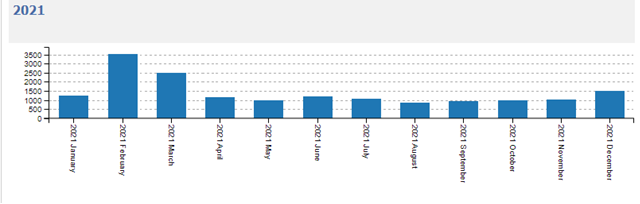 2021
3500
3000
2500
2000
1500
1000
500
0
2021 January
2021 February
2021 March
2021 April
2021 May
2021 June
2021 July
2021 August
2021 September
2021 October
2021 November
2021 December